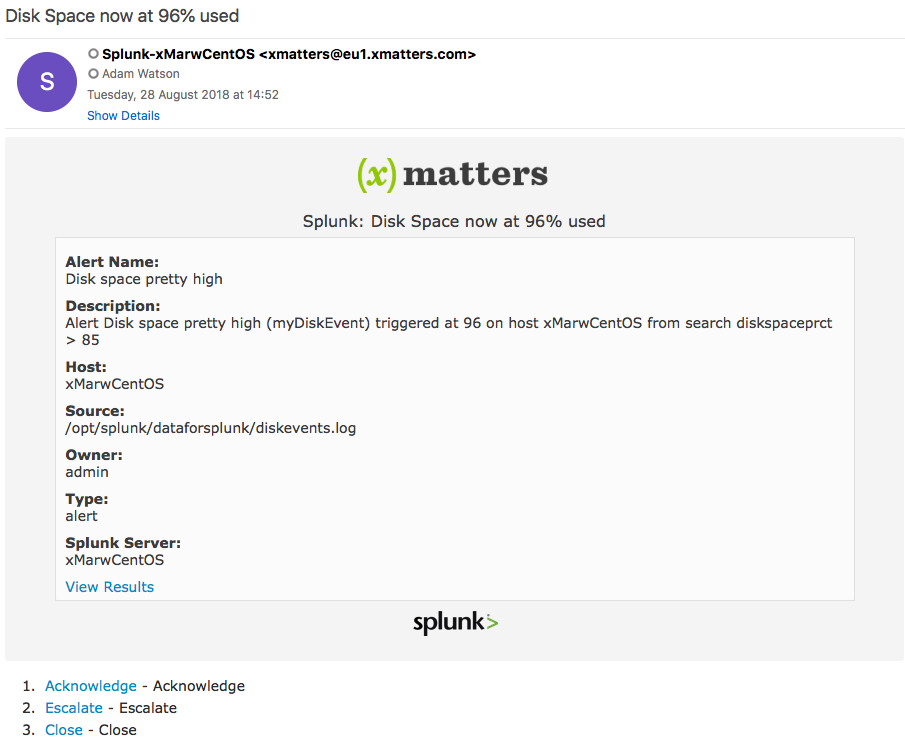 Disk Space now at 96% used
Splunk-xMarwCentOS <xmatters@eu1.xmatters.com>
S
Adam Watson
Tuesday, 28 August 2018 at 14:52
Show Details
(x) matters
Splunk: Disk Space now at 96% used
Alert Name:
Disk space pretty high
Description:
Alert Disk space pretty high (myDiskEvent) triggered at 96 on host xMarwCentOS from search diskspaceprct
> 85
Host:
xMarwCentOS
Source:
/opt/splunk/dataforsplunk/diskevents.log
Owner:
admin
Type:
alert
Splunk Server:
xMarwCentOS
View Results
splunk>
1. Acknowledge - Acknowledge
2. Escalate - Escalate
3. Close - Close